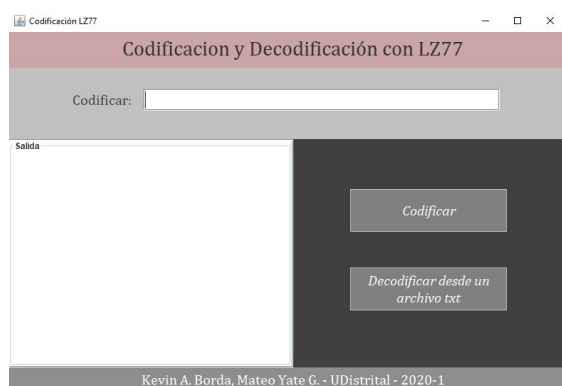 Codificación LZ77
Codificacion y Decodificación con LZ77
Codificar:
Salida
Codificar
Decodificar desde un
archivo txt
Kevin A. Borda, Mateo Yate G. - UDistrital - 2020-1